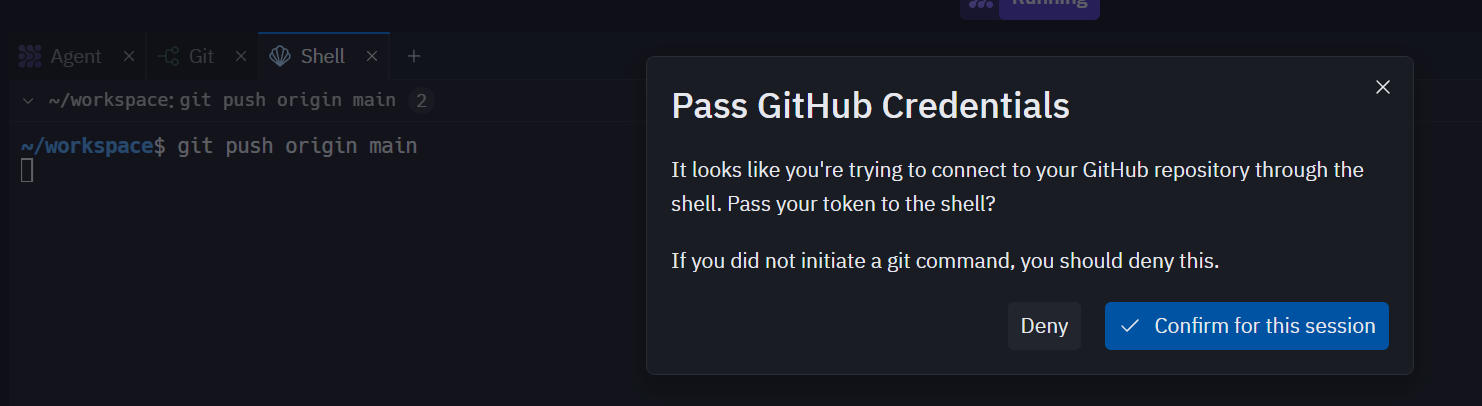 Running
Agent
Git
Shell
~/workspace: git push origin main 2
~/workspace$ git push origin main
Pass GitHub Credentials
It looks like you're trying to connect to your GitHub repository through the
shell. Pass your token to the shell?
If you did not initiate a git command, you should deny this.
Deny
Confirm for this session